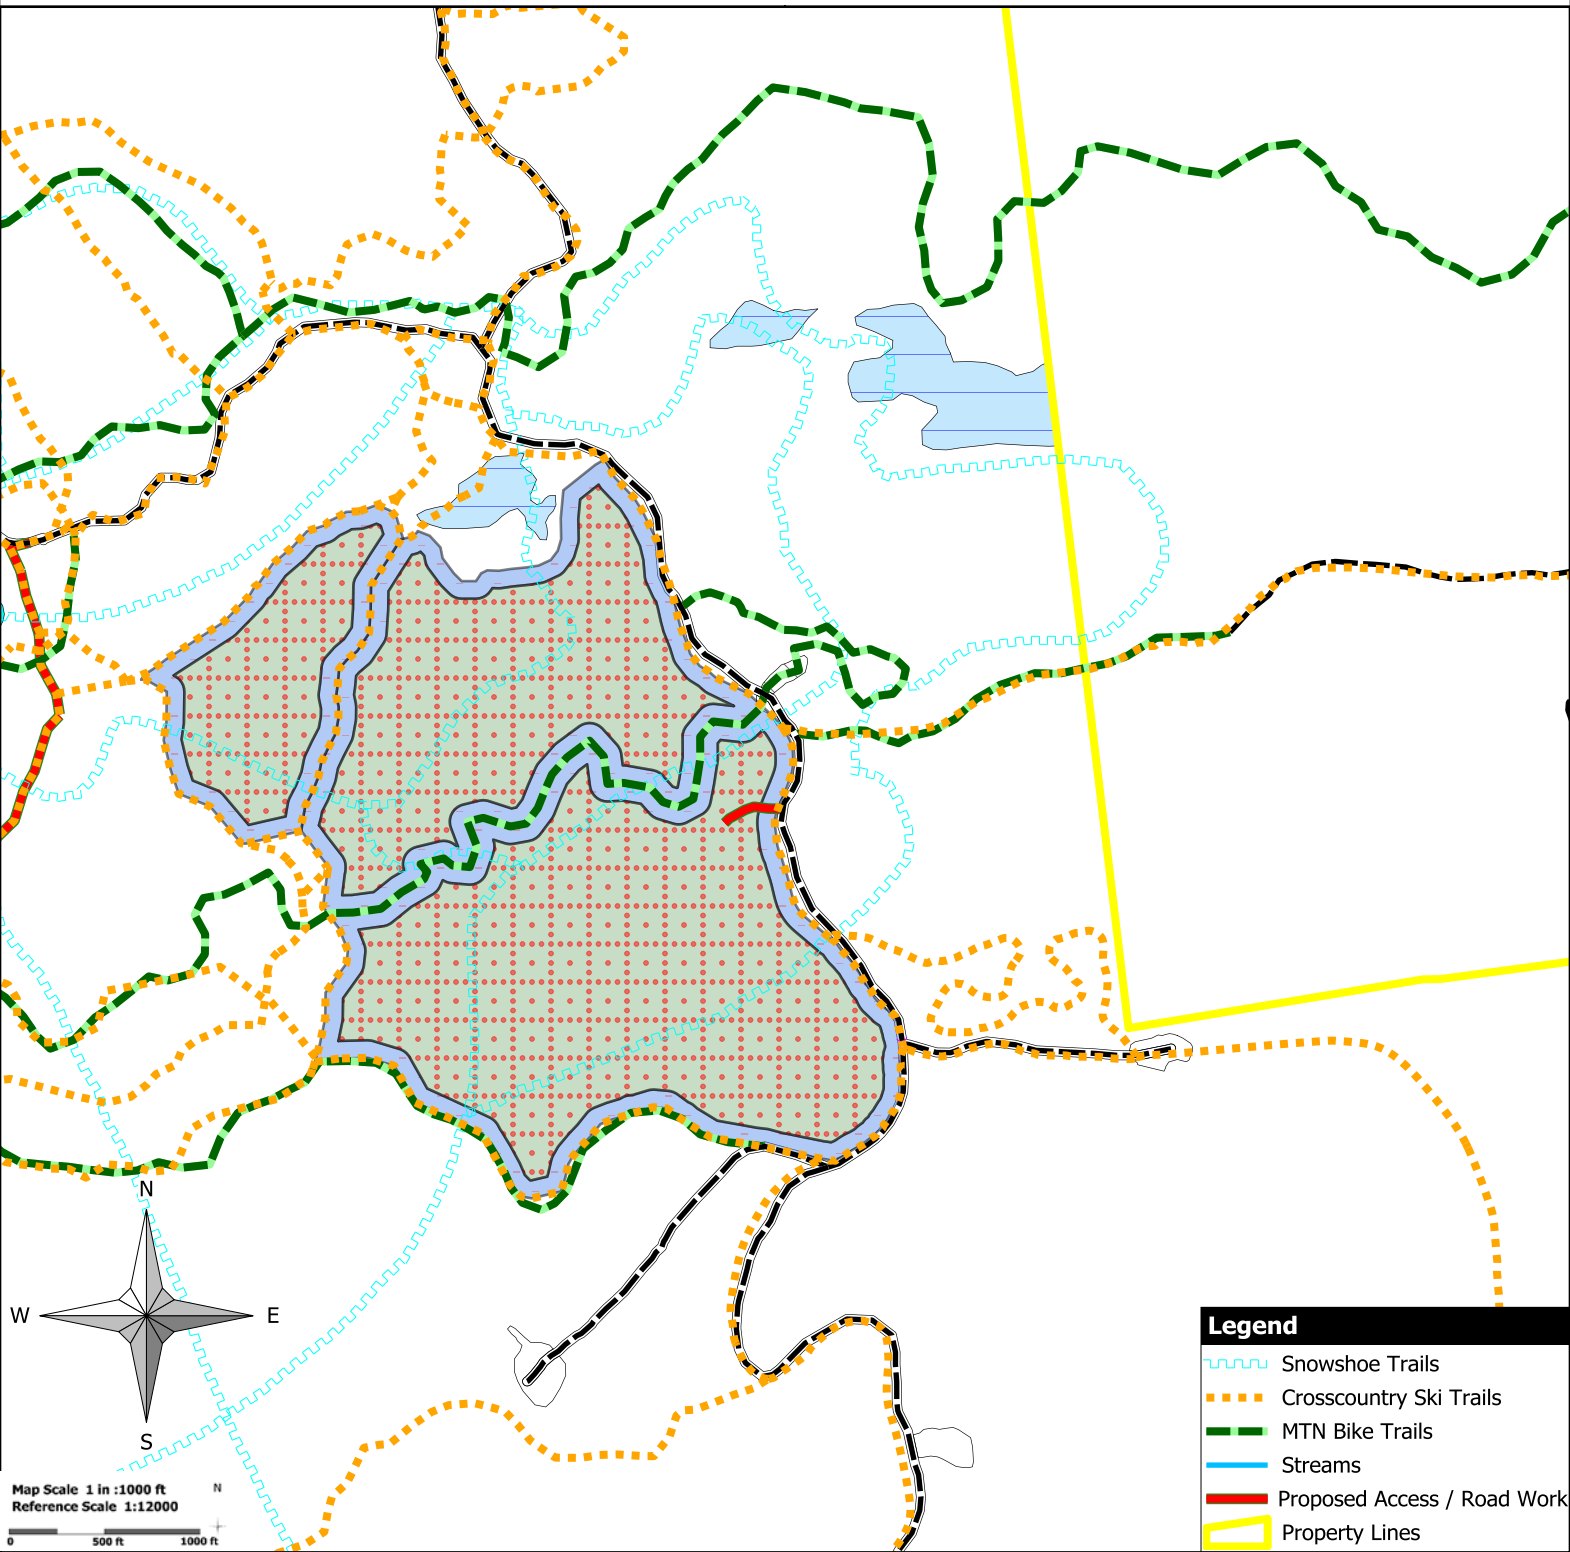 N
W
E
S
Map Scale 1 in :1000 ft
N
Reference Scale 1:12000
0
500 ft
1000 ft
Legend
Snowshoe Trails
Crosscountry Ski Trails
MTN Bike Trails
Streams
Proposed Access / Road Work
Property Lines